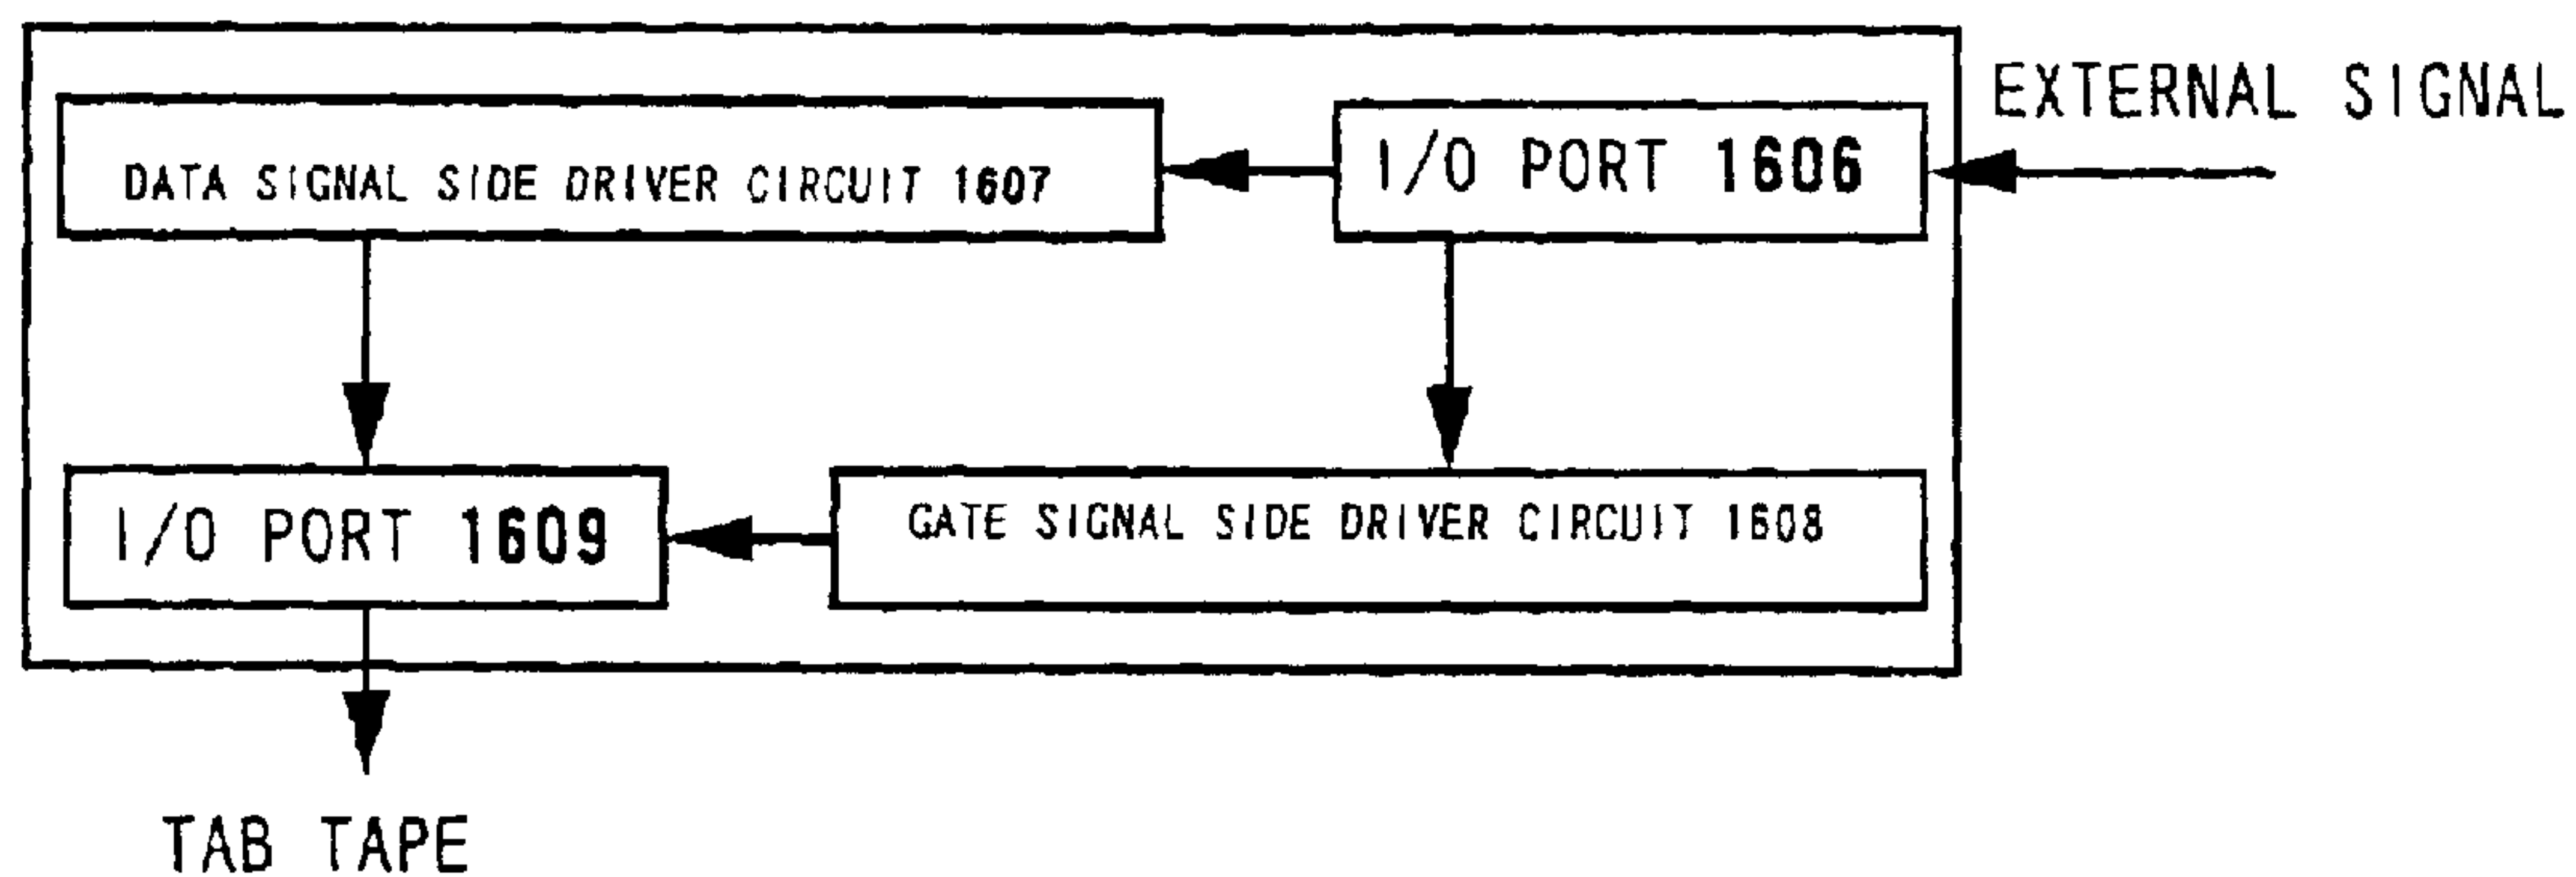 EXTERNAL SIGNAL
DATA SIGNAL SIDE DRIVER CIRCUIT 1607
I/O PORT 1606
I/O PORT 1609
GATE SIGNAL SIDE DRIVER CIRCUIT 1608
TAB TAPE